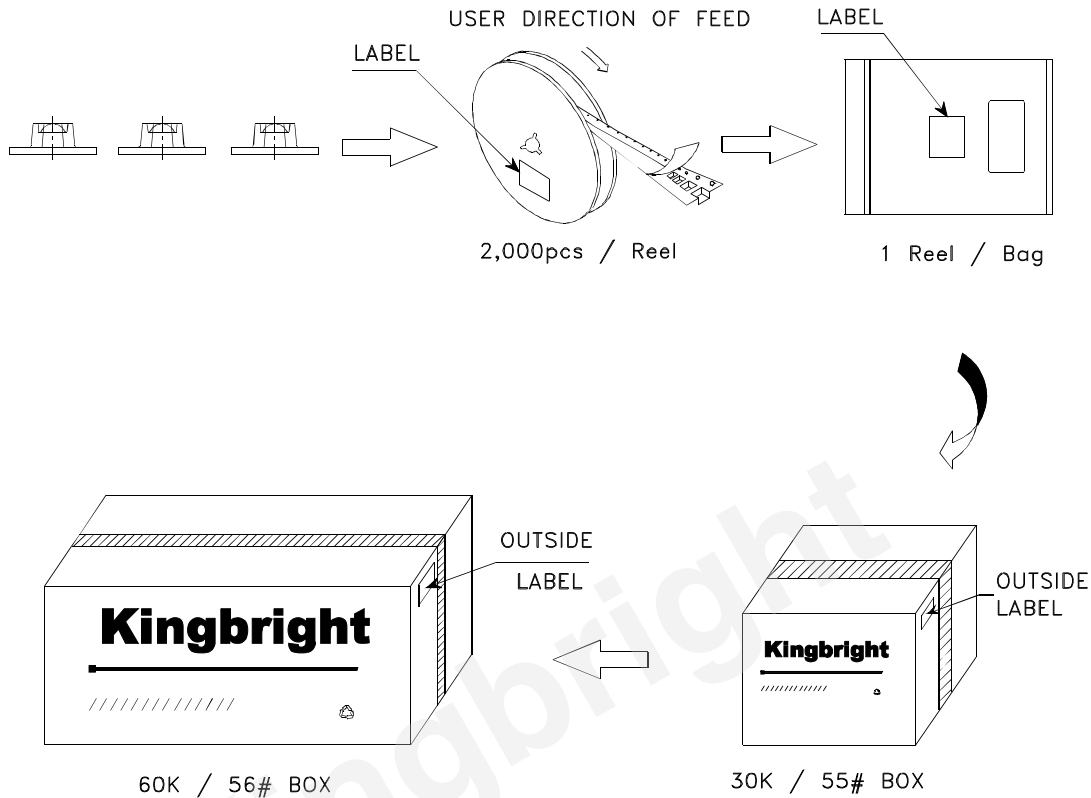 USER DIRECTION OF FEED
LABEL
LABEL
2,000pcs / Reel
1 Reel / Bag
OUTSIDE
LABEL
Kingbright
60K / 56# BOX
OUTSIDE
LABEL
Kingbright
30K / 55# BOX
Kingbright